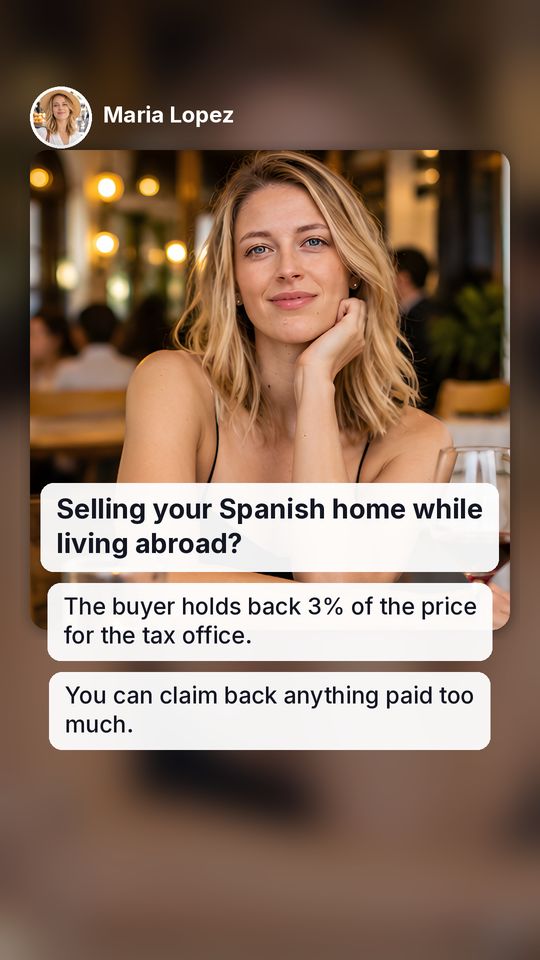 Maria Lopez
Selling your Spanish home while
living abroad?
The buyer holds back 3% of the price
for the tax office.
You can claim back anything paid too
much.